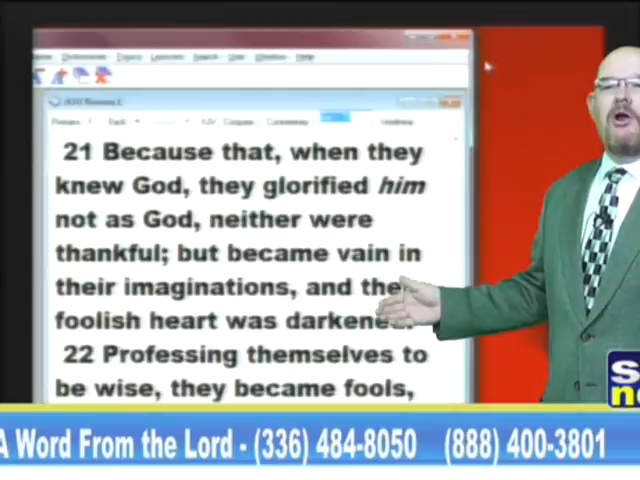 21 Because that, when they
knew God, they glorified him
not as God, neither were
thankful; but became vain in
their imaginations, and the
foolish heart was darkene
22 Professing themselves to
be wise, they became fools,
A Word From the Lord - (336) 484-8050 (888) 400-3801